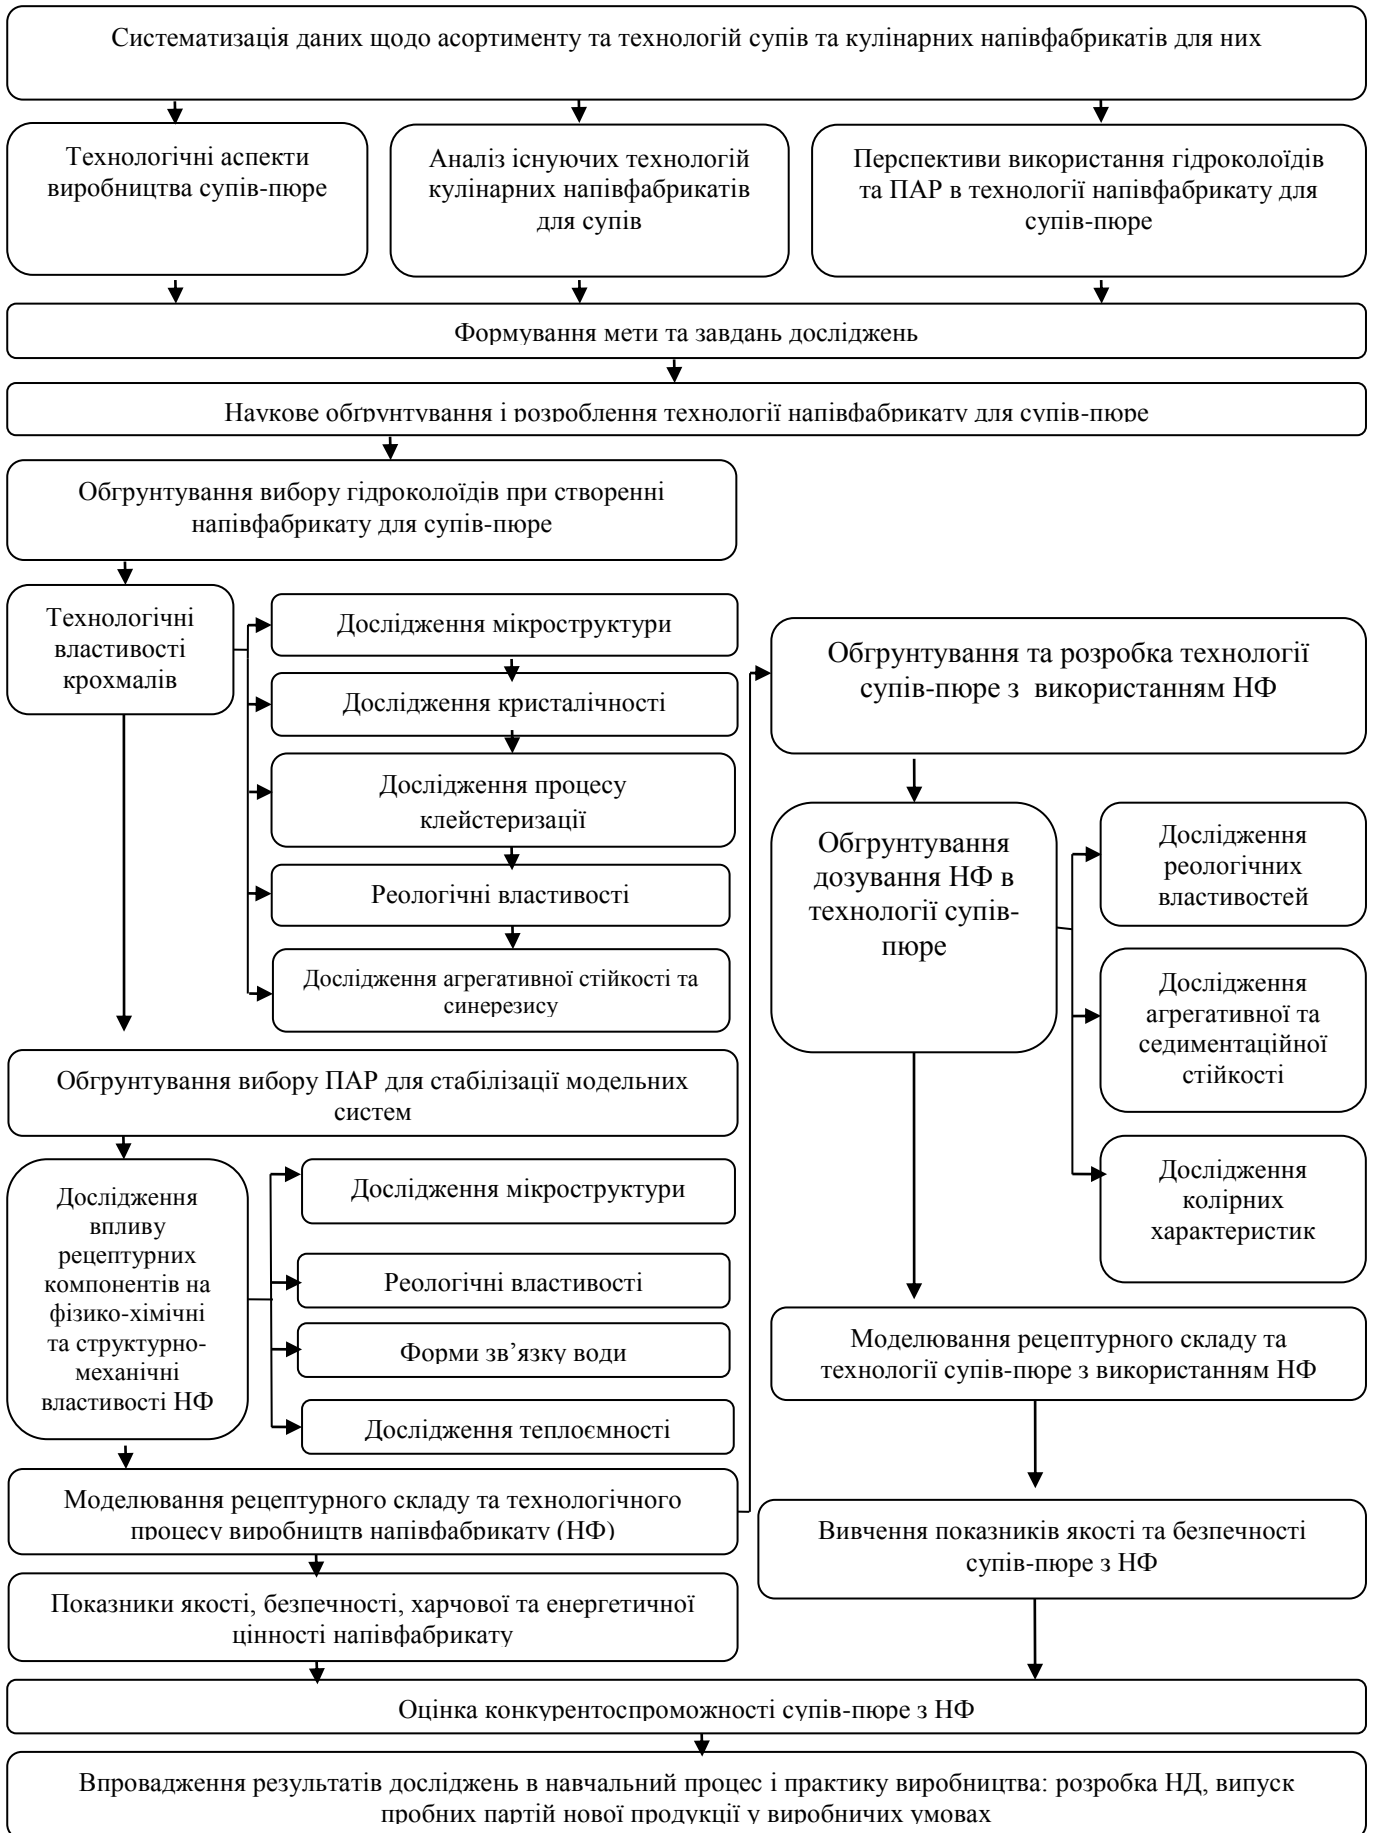 Систематизація даних щодо асортименту та технологій супів та кулінарних напівфабрикатів для них
Технологічні аспекти
виробництва супів-пюре
Аналіз існуючих технологій
кулінарних напівфабрикатів
для супів
Перспективи використання гідроколоїдів
та ПАР в технології напівфабрикату для
супів-пюре
Формування мети та завдань досліджень
Наукове обґрунтування і розроблення технології напівфабрикату для супів-пюре
Обгрунтування вибору гідроколоїдів при створенні
напівфабрикату для супів-пюре
Технологічні
властивості
крохмалів
Дослідження мікроструктури
Дослідження кристалічності
Дослідження процесу
клейстеризації
Реологічні властивості
Дослідження агрегативної стійкості та
синерезису
Обгрунтування вибору ПАР для стабілізації модельних
систем
Дослідження
впливу
рецептурних
компонентів на
фізико-хімічні
та структурно-
механічні
властивості НФ
Дослідження мікроструктури
Реологічні властивості
Форми зв’язку води
Дослідження теплоємності
Моделювання рецептурного складу та технологічного
процесу виробництв напівфабрикату (НФ)
Показники якості, безпечності, харчової та енергетичної
цінності напівфабрикату
Обгрунтування та розробка технології
супів-пюре з використанням НФ
Обгрунтування
дозування НФ в
технології супів-
пюре
Дослідження
реологічних
властивостей
Дослідження
агрегативної та
седиментаційної
стійкості
Дослідження
колірних
характеристик
Моделювання рецептурного складу та
технології супів-пюре з використанням НФ
Вивчення показників якості та безпечності
супів-пюре з НФ
Оцінка конкурентоспроможності супів-пюре з НФ
Впровадження результатів досліджень в навчальний процес і практику виробництва: розробка НД, випуск
пробних партій нової продукції у виробничих умовах